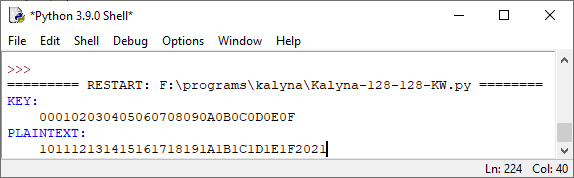 *Python 3.9.0 Shell*
File Edit Shell Debug Options Window Help
>>>
========= RESTART: F:\programs\kalyna\Kalyna-128-128-KW.py ========
KEY:
000102030405060708090A0B0C0D0E0F
PLAINTEXT:
101112131415161718191A1B1C1D1E1F2021
Ln: 224 Col: 40